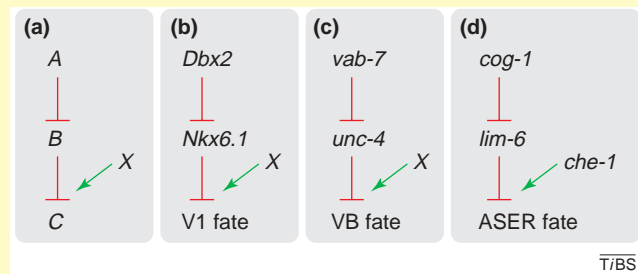 (a) (b) (c) (d)
A Dbx2 vab-7 cog-1
B Nkx6.1 unc-4 lim-6
X X X che-1
C V1 fate VB fate ASER fate
TiBS